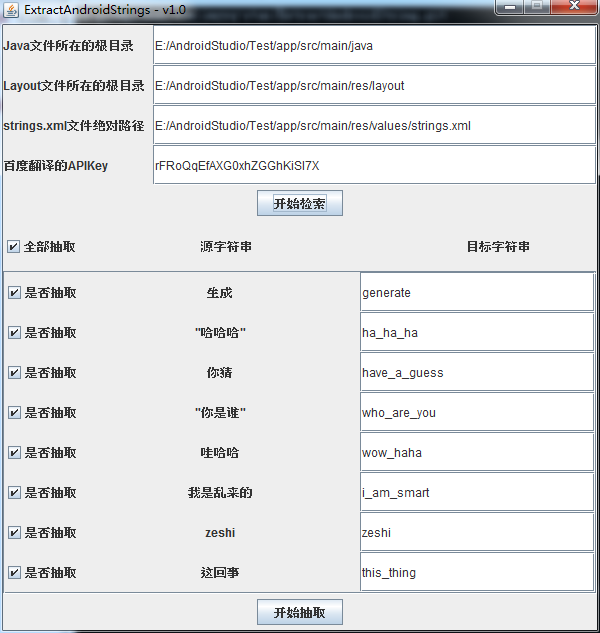 ExtractAndroidStrings - v1.0
Java文件所在的根目录 E:/AndroidStudio/Test/app/src/main/java
Layout文件所在的根目录 E:/AndroidStudio/Test/app/src/main/res/layout
strings.xml文件绝对路径 E:/AndroidStudio/Test/app/src/main/res/values/strings.xml
百度翻译的APIKey rFRoQqEfAXG0xhZGGhKiSI7X
开始检索
全部抽取 源字符串 目标字符串
是否抽取 生成 generate
是否抽取 "哈哈哈" ha_ha_ha
是否抽取 你猜 have_a_guess
是否抽取 "你是谁" who_are_you
是否抽取 哇哈哈 wow_haha
是否抽取 我是乱来的 i_am_smart
是否抽取 zeshi zeshi
是否抽取 这回事 this_thing
开始抽取